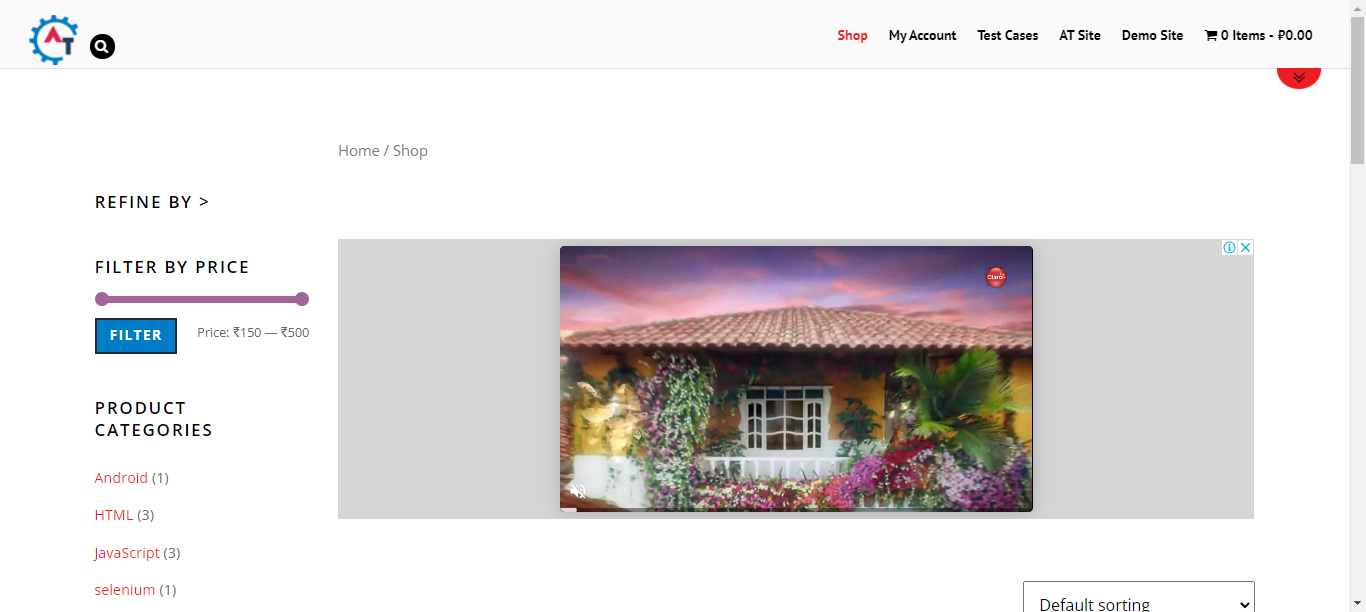 AT
Shop My Account Test Cases AT Site Demo Site 0 Items - ₽0.00
Home / Shop
REFINE BY >
FILTER BY PRICE
FILTER Price: ₹150 — ₹500
Claro
PRODUCT
CATEGORIES
Android (1)
HTML (3)
JavaScript (3)
selenium (1)
Default sorting